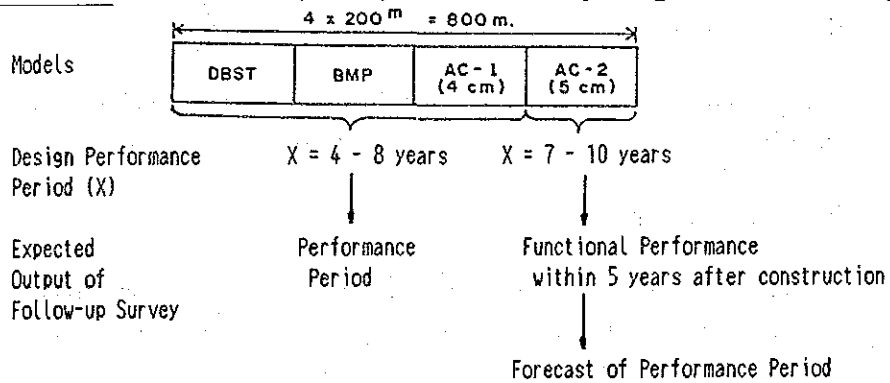 4 x 200 m = 800 m.
Models
DBST BMP AC-1 AC-2
(4 cm) (5 cm)
Design Performance X = 4 - 8 years X = 7 - 10 years
Period (X)
Expected Performance Functional Performance
Output of Period within 5 years after construction
Follow-up Survey
Forecast of Performance Period